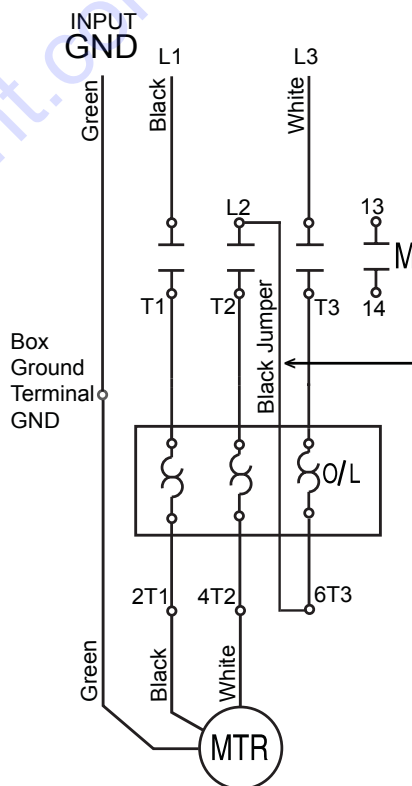 INPUT
GND
L1
L3
Green
Black
White
L2
13
M
T1
T2
T3
14
Black Jumper
Box
Ground
Terminal
GND
O/L
2T1
4T2
6T3
Green
Black
White
MTR